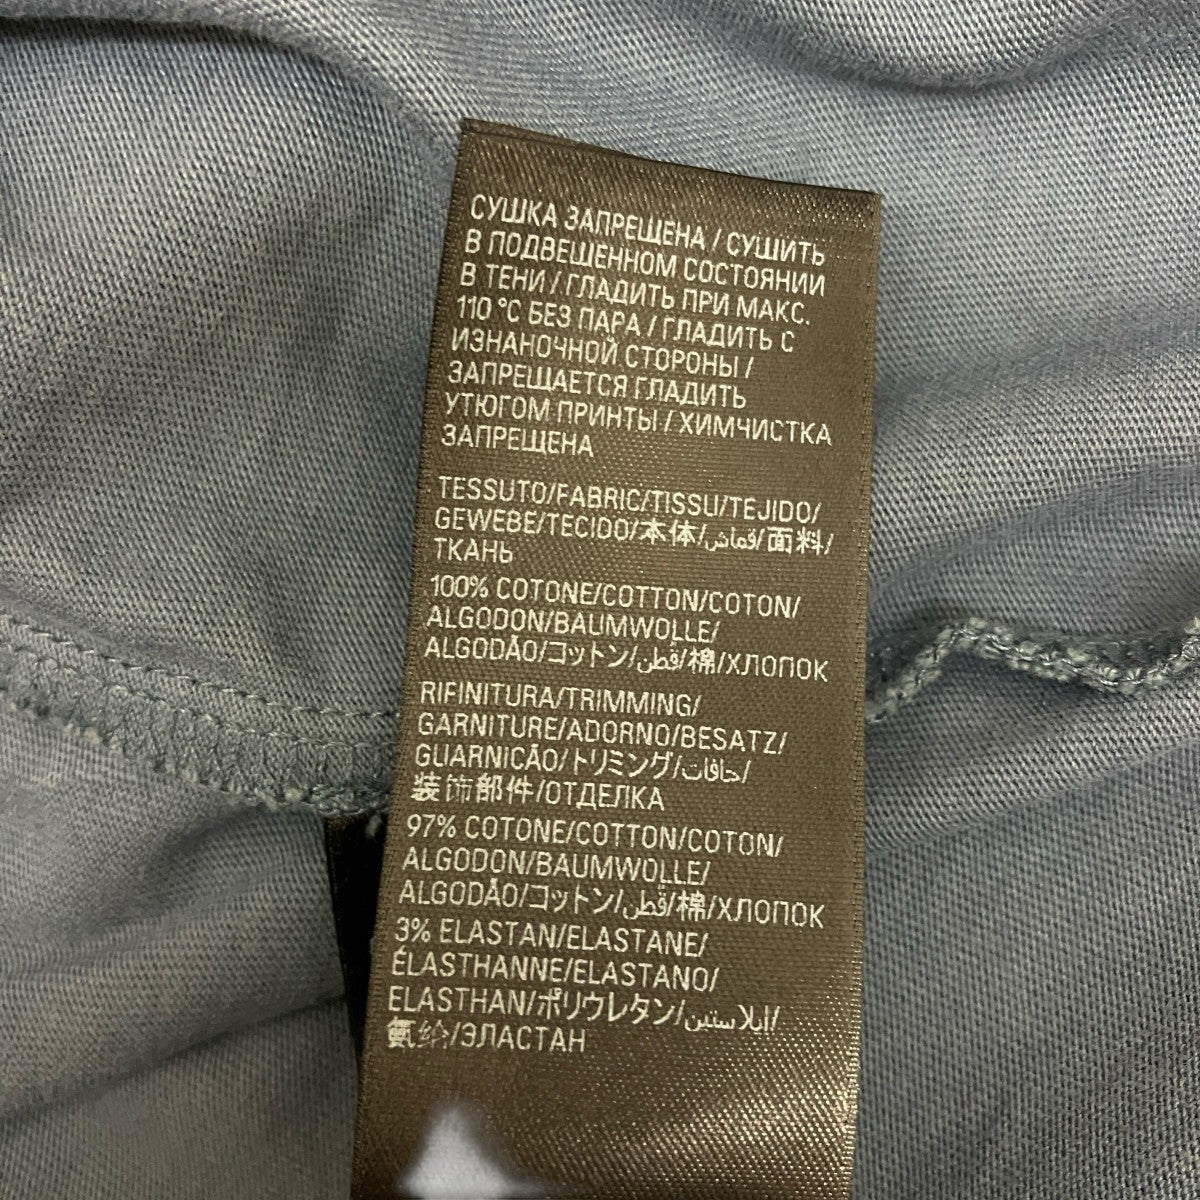 СУШКА ЗАПРЕЩЕНА / СУШИТЬ
В ПОДВЕШЕННОМ СОСТОЯНИИ
В ТЕНИ / ГЛАДИТЬ ПРИ МАКС.
110 °C БЕЗ ПАРА / ГЛАДИТЬ С
ИЗНАНОЧНОЙ СТОРОНЫ /
ЗАПРЕЩАЕТСЯ ГЛАДИТЬ
УТЮГОМ ПРИНТЫ / ХИМЧИСТКА
ЗАПРЕЩЕНА
TESSUTO/FABRIC/TISSU/TEJIDO/
GEWEBE/TECIDO/本体/قماش/面料/
ТКАНЬ
100% COTONE/COTTON/COTON/
ALGODON/BAUMWOLLE/
ALGODÃO/コットン/قطن/棉/ХЛОПОК
RIFINITURA/TRIMMING/
GARNITURE/ADORNO/BESATZ/
GUARNICÃO/トリミング/حافات/
装饰部件/ОТДЕЛКА
97% COTONE/COTTON/COTON/
ALGODON/BAUMWOLLE/
ALGODÃO/コットン/قطن/棉/ХЛОПОК
3% ELASTAN/ELASTANE/
ÉLASTHANNE/ELASTANO/
ELASTHAN/ポリウレタン/ايلاستين/
氨纶/ЭЛАСТАН